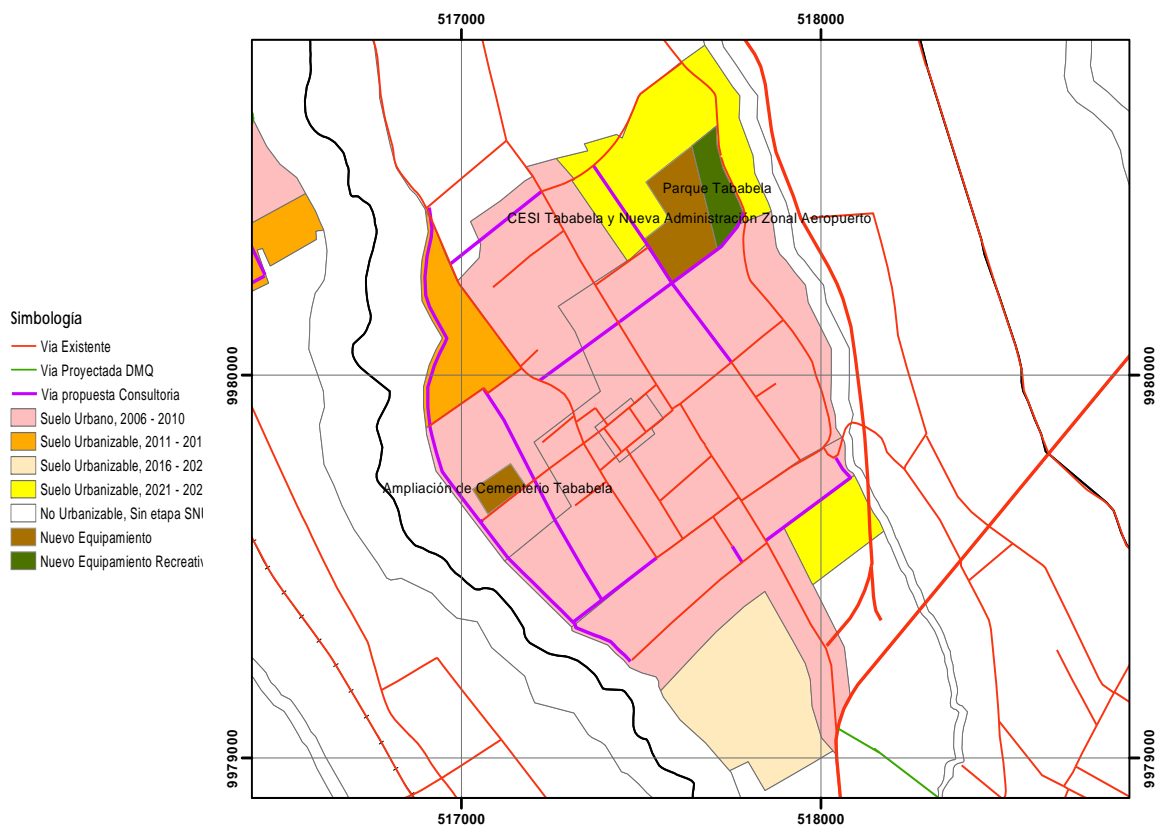 517000
518000
Parque Tababela
CESI Tababela y Nueva Administración Zonal Aeropuerto
Simbología
Via Existente
Via Proyectada DMQ
Via propuesta Consultoria
Suelo Urbano, 2006 - 2010
Suelo Urbanizable, 2011 - 201
Suelo Urbanizable, 2016 - 202
Suelo Urbanizable, 2021 - 202
No Urbanizable, Sin etapa SNU
Nuevo Equipamiento
Nuevo Equipamiento Recreativ
9980000
9980000
Ampliación de Cementerio Tababela
9979000
9979000
517000
518000